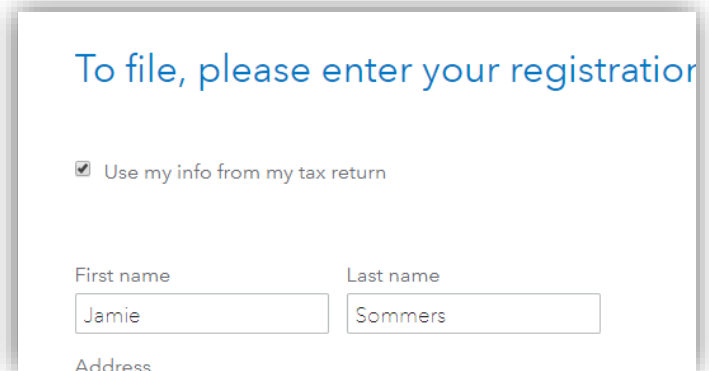 To file, please enter your registration
Use my info from my tax return
First name Last name
Jamie Sommers
Address